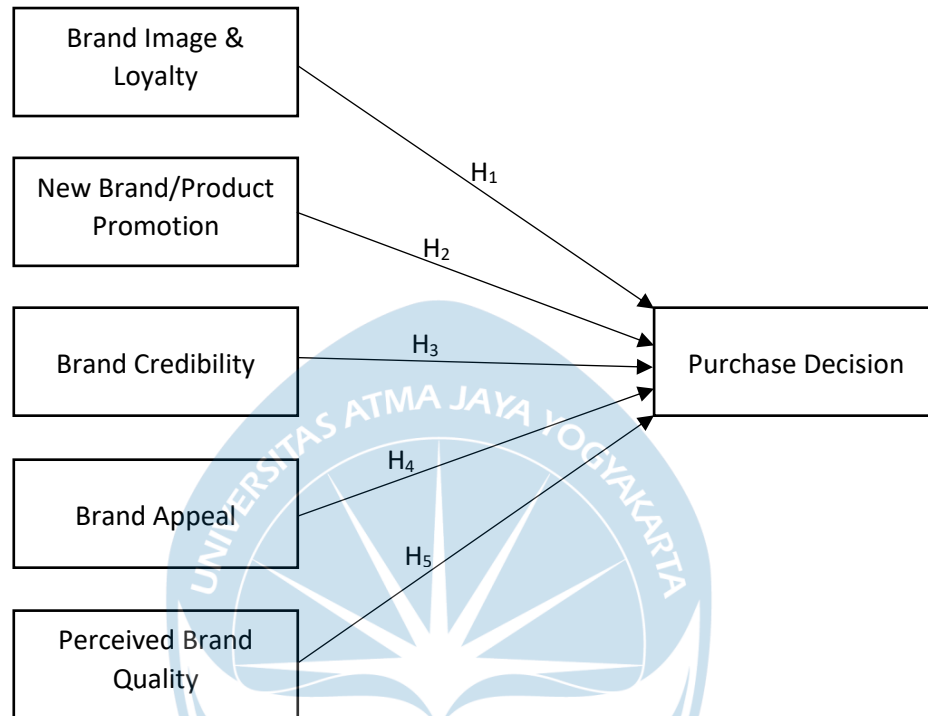 Brand Image &
Loyalty
H₁
New Brand/Product
Promotion
H₂
Brand Credibility
H₃
Purchase Decision
UNIVERSITAS ATMA JAYA YOGYAKARTA
Brand Appeal
H₄
H₅
Perceived Brand
Quality